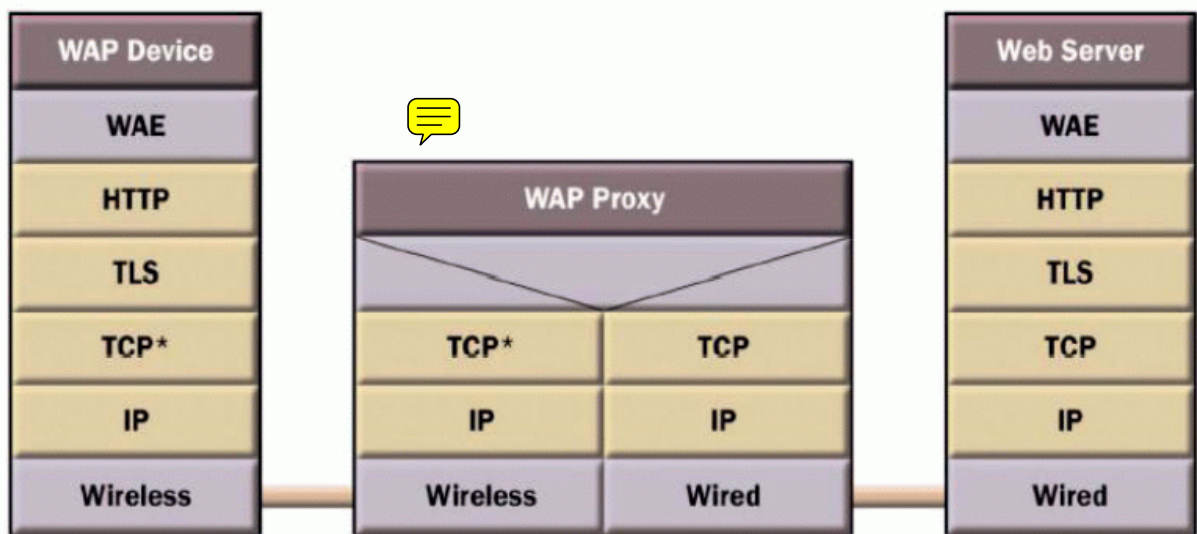 WAP Device
WAE
HTTP
TLS
TCP*
IP
Wireless
WAP Proxy
TCP* TCP
IP IP
Wireless Wired
Web Server
WAE
HTTP
TLS
TCP
IP
Wired